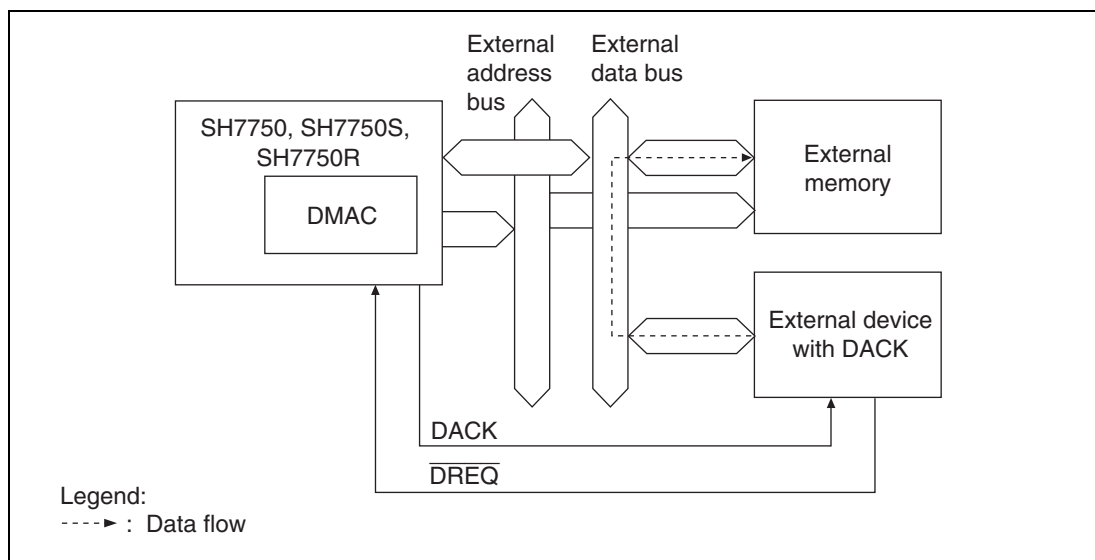 External
address
bus
External
data bus
SH7750, SH7750S,
SH7750R
DMAC
External
memory
External device
with DACK
DACK
DREQ
Legend:
: Data flow